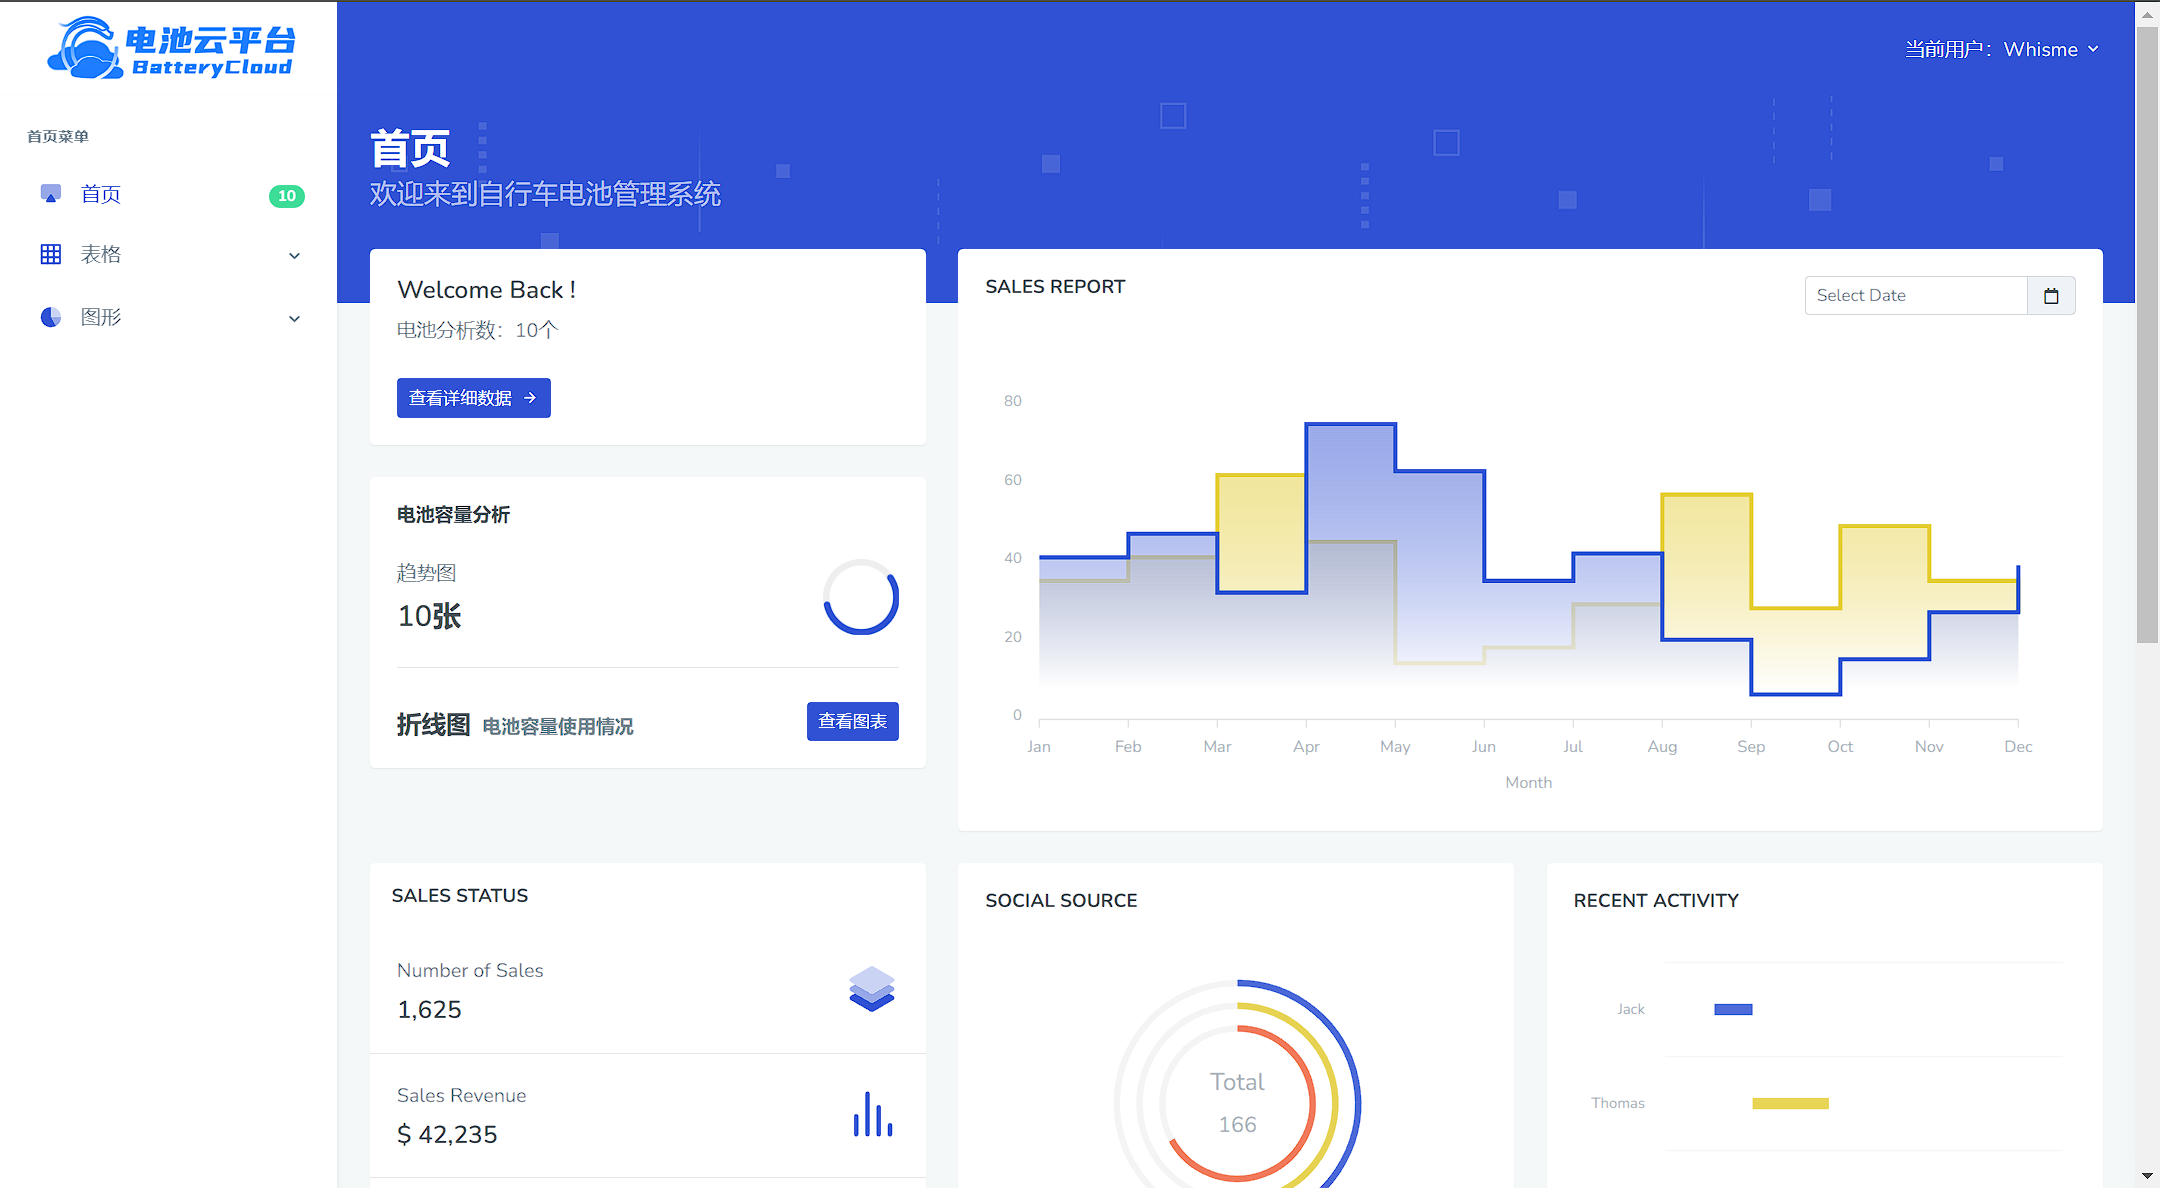 电池云平台
BatteryCloud
当前用户：Whisme
首页菜单
首页
10
表格
图形
首页
欢迎来到自行车电池管理系统
Welcome Back !
电池分析数：10个
查看详细数据
电池容量分析
趋势图
10张
折线图 电池容量使用情况
查看图表
SALES REPORT
Select Date
80
60
40
20
0
Jan Feb Mar Apr May Jun Jul Aug Sep Oct Nov Dec
Month
SALES STATUS
Number of Sales
1,625
Sales Revenue
$ 42,235
SOCIAL SOURCE
Total
166
RECENT ACTIVITY
Jack
Thomas